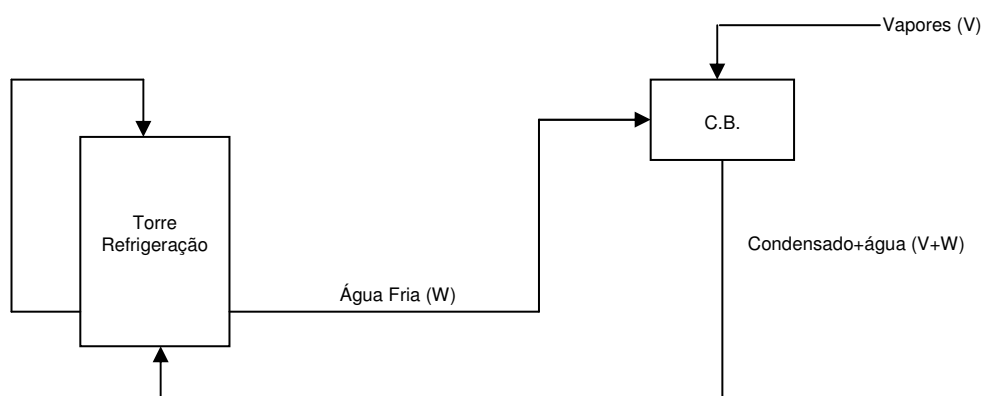 Vapores (V)
C.B.
Torre
Refrigeração
Condensado+água (V+W)
Água Fria (W)